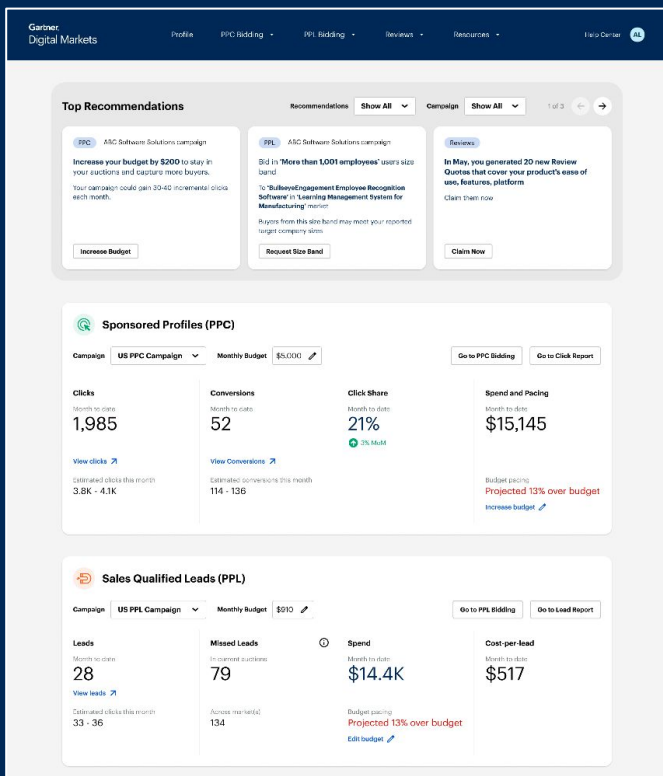 Gartner.
Digital Markets
Profile
PPC Bidding
PPL Bidding
Reviews
Resources
Help Center
AL
Top Recommendations
Recommendations
Show All
Campaign
Show All
1 of 3
PPC
ABC Software Solutions campaign
Increase your budget by $200 to stay in
your auctions and capture more buyers.
Your campaign could gain 30-40 incremental clicks
each month.
Increase Budget
PPL
ABC Software Solutions campaign
Bid in 'More than 1,001 employees' users size
band
To 'BullseyeEngagement Employee Recognition
Software' in 'Learning Management System for
Manufacturing' market
Buyers from this size band may meet your reported
target company sizes
Request Size Band
Reviews
In May, you generated 20 new Review
Quotes that cover your product's ease of
use, features, platform
Claim them now
Claim Now
Sponsored Profiles (PPC)
Campaign
US PPC Campaign
Monthly Budget
$5,000
Go to PPC Bidding
Go to Click Report
Clicks
Month to date
1,985
View clicks
Estimated clicks this month
3.8K - 4.1K
Conversions
Month to date
52
View Conversions
Estimated conversions this month
114 - 136
Click Share
Month to date
21%
3% MoM
Spend and Pacing
Month to date
$15,145
Budget pacing
Projected 13% over budget
Increase budget
Sales Qualified Leads (PPL)
Campaign
US PPL Campaign
Monthly Budget
$910
Go to PPL Bidding
Go to Lead Report
Leads
Month to date
28
View leads
Estimated clicks this month
33 - 36
Missed Leads
In current auctions
79
Across market(s)
134
Spend
Month to date
$14.4K
Budget pacing
Projected 13% over budget
Edit budget
Cost-per-lead
Month to date
$517